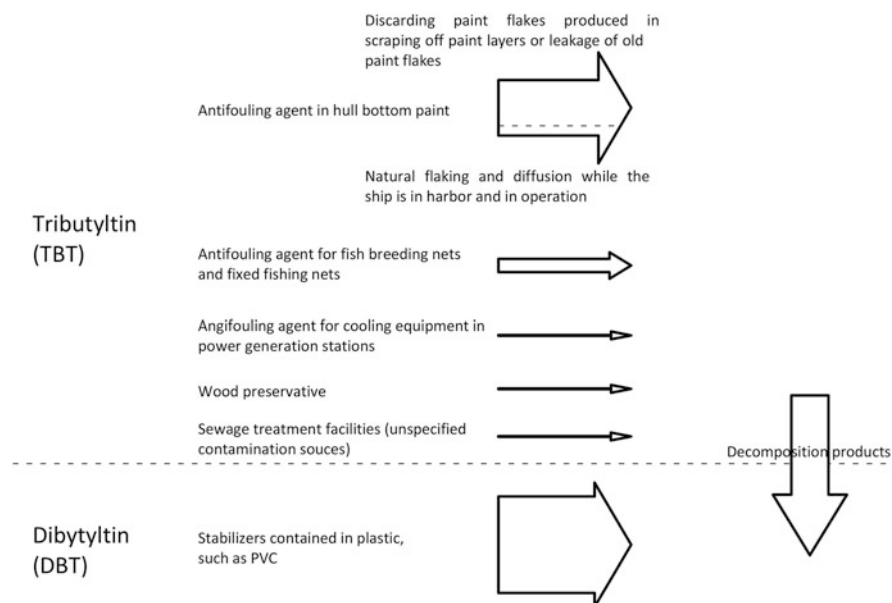 Discarding paint flakes produced in
scraping off paint layers or leakage of old
paint flakes
Antifouling agent in hull bottom paint
Natural flaking and diffusion while the
ship is in harbor and in operation
Tributyltin
(TBT)
Antifouling agent for fish breeding nets
and fixed fishing nets
Angifouling agent for cooling equipment in
power generation stations
Wood preservative
Sewage treatment facilities (unspecified
contamination souces)
Decomposition products
Dibytyltin
(DBT)
Stabilizers contained in plastic,
such as PVC